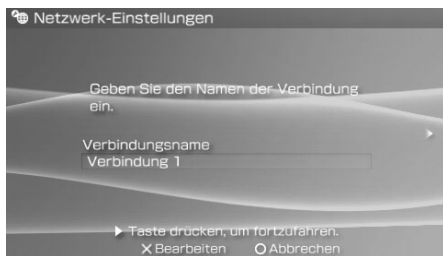 Netzwerk-Einstellungen
Geben Sie den Namen der Verbindung
ein.
Verbindungsname
Verbindung 1
Taste drücken, um fortzufahren.
Bearbeiten Abbrechen